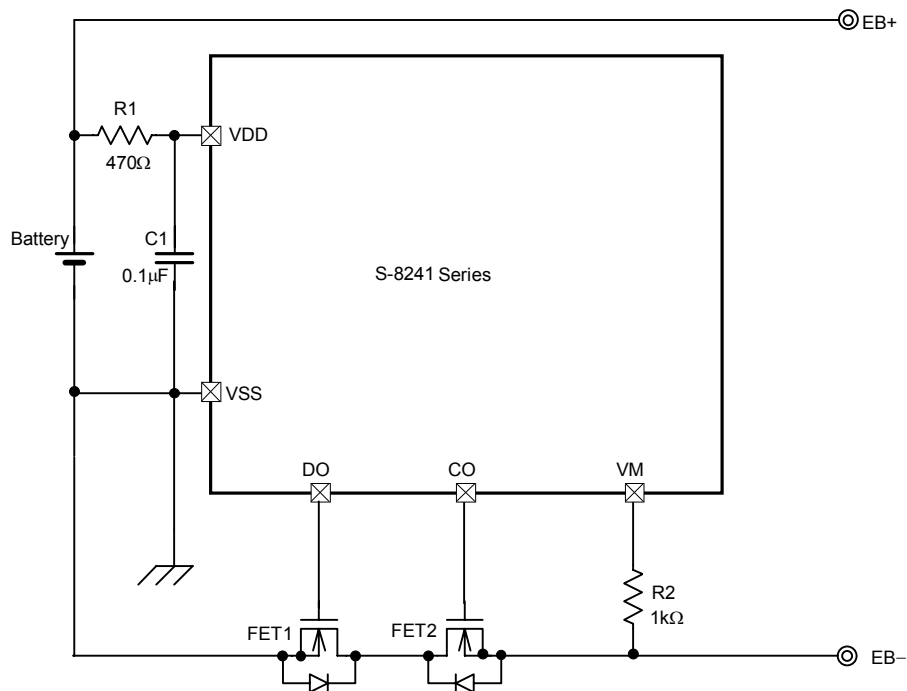 EB+
R1
VDD
470Ω
Battery
C1
0.1µF
S-8241 Series
VSS
DO
CO
VM
R2
1kΩ
FET1
FET2
EB−